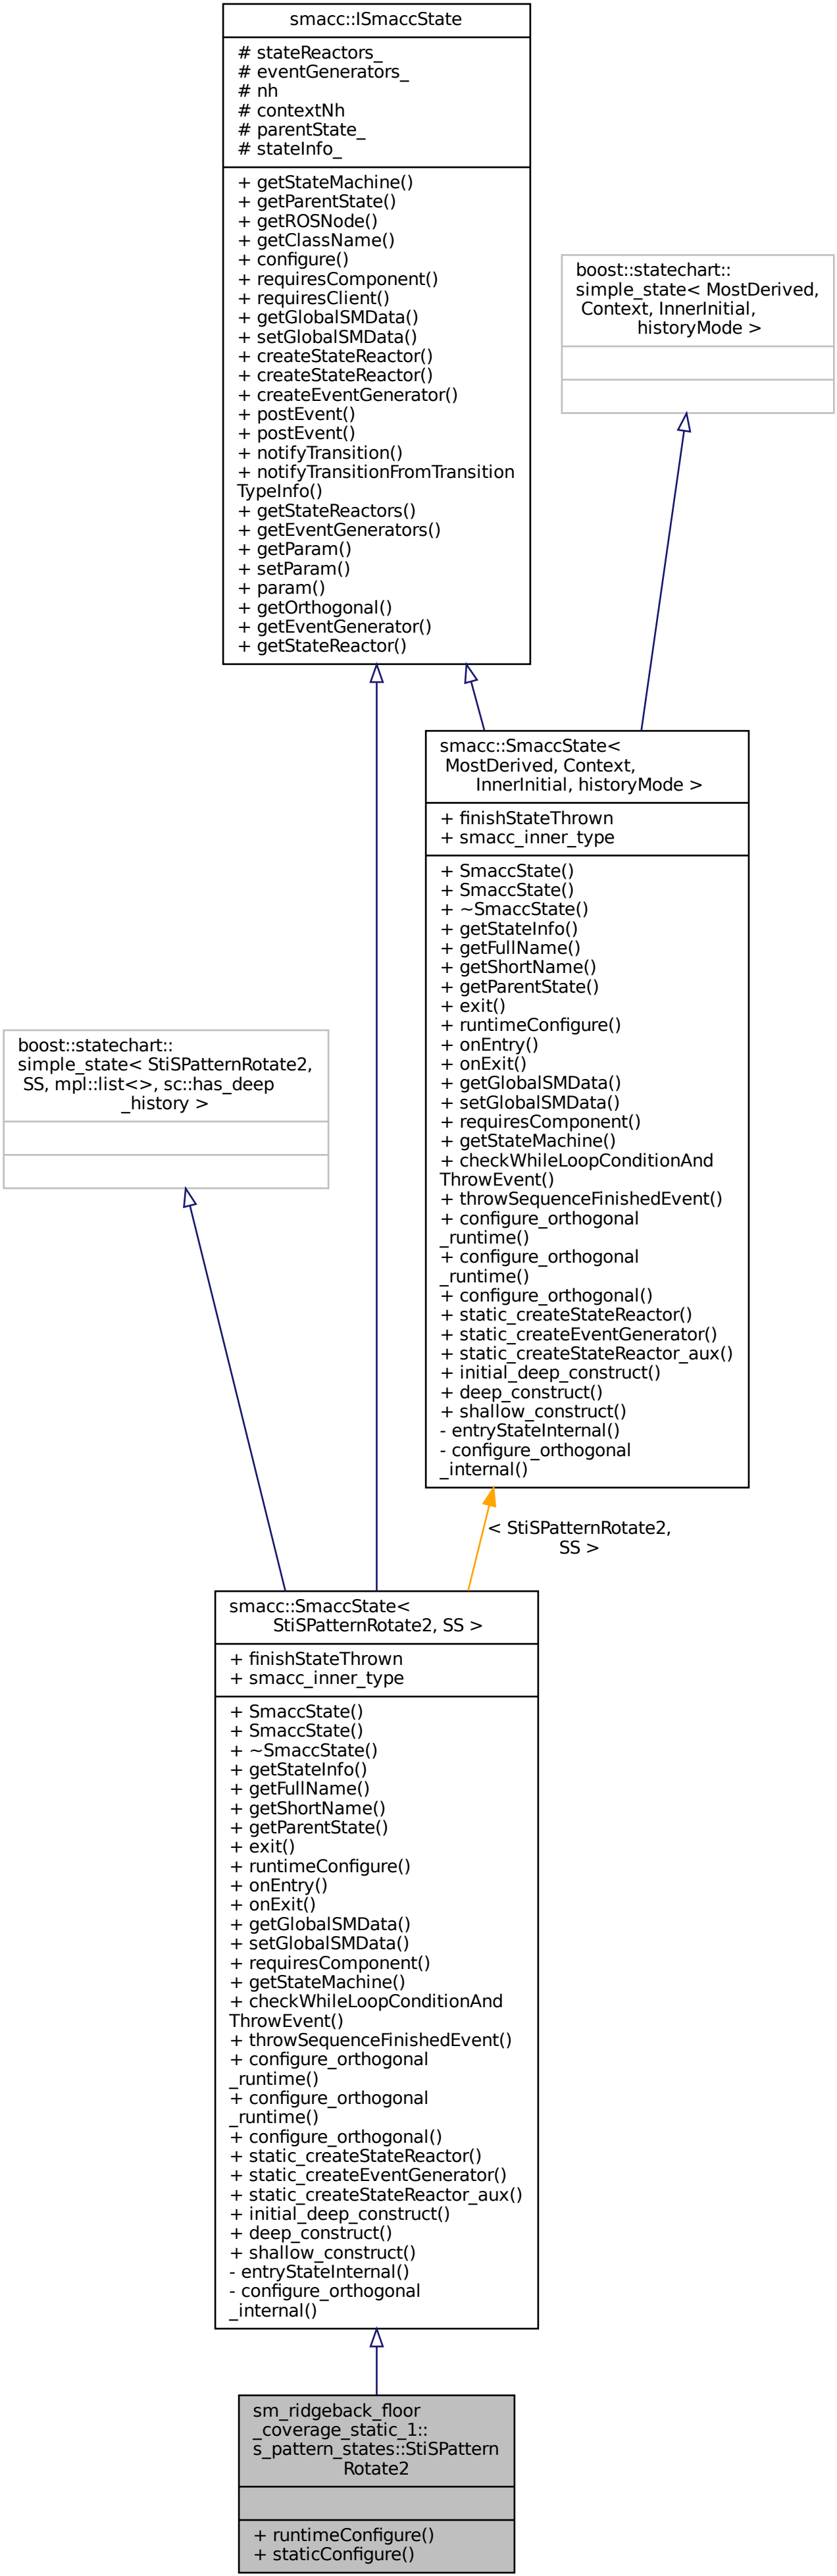 smacc::ISmaccState
# stateReactors_
# eventGenerators_
# nh
# contextNh
# parentState_
# stateInfo_
+ getStateMachine()
+ getParentState()
+ getROSNode()
+ getClassName()
+ configure()
+ requiresComponent()
+ requiresClient()
+ getGlobalSMData()
+ setGlobalSMData()
+ createStateReactor()
+ createStateReactor()
+ createEventGenerator()
+ postEvent()
+ postEvent()
+ notifyTransition()
+ notifyTransitionFromTransition
TypeInfo()
+ getStateReactors()
+ getEventGenerators()
+ getParam()
+ setParam()
+ param()
+ getOrthogonal()
+ getEventGenerator()
+ getStateReactor()
boost::statechart::
simple_state< MostDerived,
Context, InnerInitial,
historyMode >
smacc::SmaccState<
MostDerived, Context,
InnerInitial, historyMode >
+ finishStateThrown
+ smacc_inner_type
+ SmaccState()
+ SmaccState()
+ ~SmaccState()
+ getStateInfo()
+ getFullName()
+ getShortName()
+ getParentState()
+ exit()
+ runtimeConfigure()
+ onEntry()
+ onExit()
+ getGlobalSMData()
+ setGlobalSMData()
+ requiresComponent()
+ getStateMachine()
+ checkWhileLoopConditionAnd
ThrowEvent()
+ throwSequenceFinishedEvent()
+ configure_orthogonal
_runtime()
+ configure_orthogonal
_runtime()
+ configure_orthogonal()
+ static_createStateReactor()
+ static_createEventGenerator()
+ static_createStateReactor_aux()
+ initial_deep_construct()
+ deep_construct()
+ shallow_construct()
- entryStateInternal()
- configure_orthogonal
_internal()
boost::statechart::
simple_state< StiSPatternRotate2,
SS, mpl::list<>, sc::has_deep
_history >
< StiSPatternRotate2,
SS >
smacc::SmaccState<
StiSPatternRotate2, SS >
+ finishStateThrown
+ smacc_inner_type
+ SmaccState()
+ SmaccState()
+ ~SmaccState()
+ getStateInfo()
+ getFullName()
+ getShortName()
+ getParentState()
+ exit()
+ runtimeConfigure()
+ onEntry()
+ onExit()
+ getGlobalSMData()
+ setGlobalSMData()
+ requiresComponent()
+ getStateMachine()
+ checkWhileLoopConditionAnd
ThrowEvent()
+ throwSequenceFinishedEvent()
+ configure_orthogonal
_runtime()
+ configure_orthogonal
_runtime()
+ configure_orthogonal()
+ static_createStateReactor()
+ static_createEventGenerator()
+ static_createStateReactor_aux()
+ initial_deep_construct()
+ deep_construct()
+ shallow_construct()
- entryStateInternal()
- configure_orthogonal
_internal()
sm_ridgeback_floor
_coverage_static_1::
s_pattern_states::StiSPattern
Rotate2
+ runtimeConfigure()
+ staticConfigure()